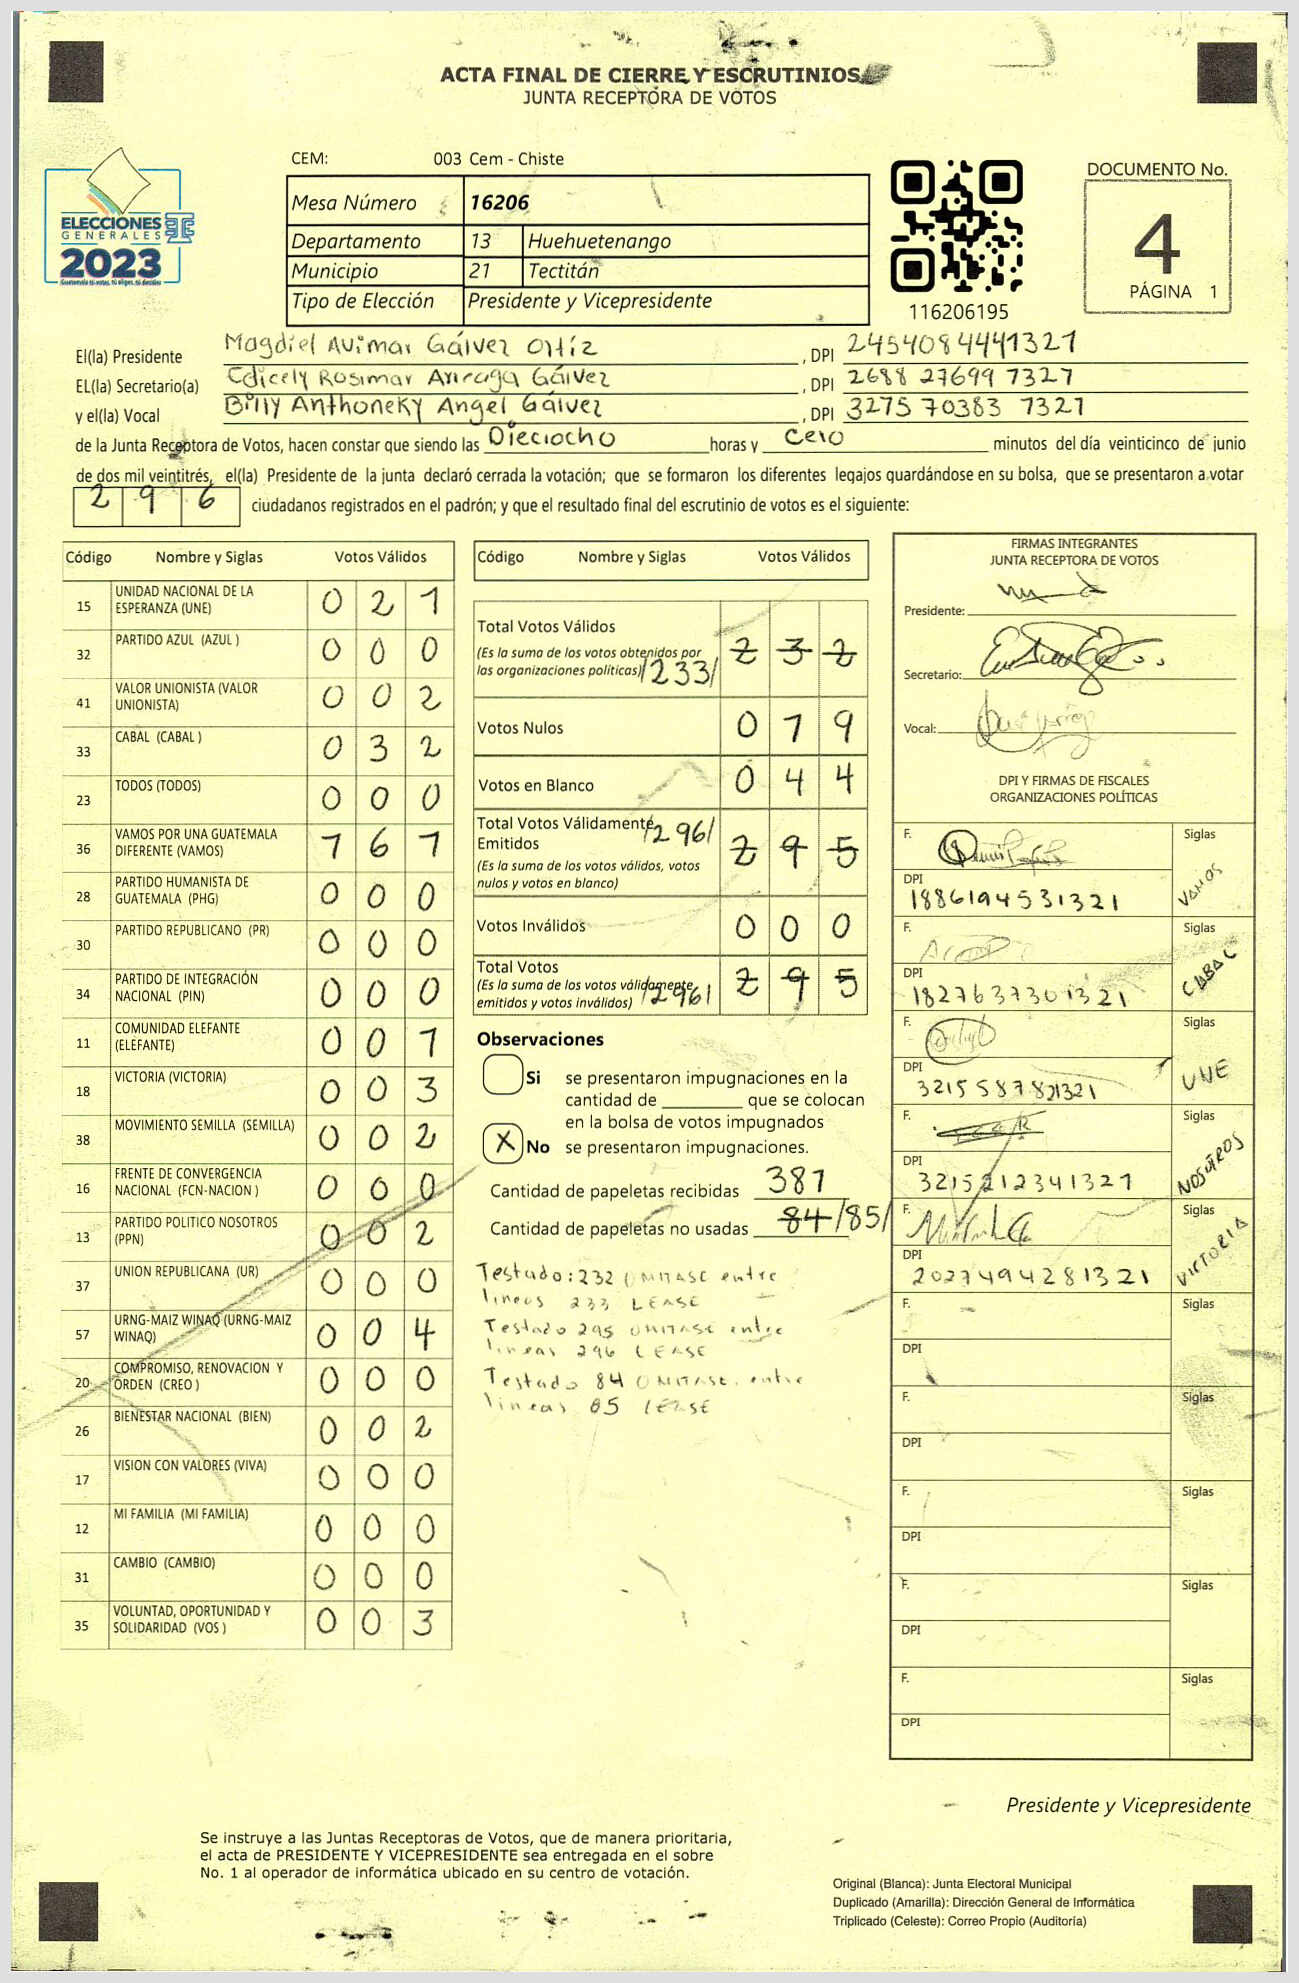 ACTA FINAL DE CIERRE Y ESCRUTINIOS
JUNTA RECEPTORA DE VOTOS
ELECCIONES
GENERALES
2023
CEM: 003 Cem - Chiste
Mesa Número 16206
Departamento 13 Huehuetenango
Municipio 21 Tectitán
Tipo de Elección Presidente y Vicepresidente
116206195
DOCUMENTO No.
4
PÁGINA 1
El(la) Presidente Magdiel Avimar Gálvez Ortíz , DPI 2454084441321
EL(la) Secretario(a) Edicely Rosimar Arreaga Gálvez , DPI 2688 27699 1321
y el(la) Vocal Billy Anthoneky Angel Gálvez , DPI 3275 70383 1321
de la Junta Receptora de Votos, hacen constar que siendo las Dieciocho horas y Cero minutos del día veinticinco de junio
de dos mil veintitrés, el(la) Presidente de la junta declaró cerrada la votación; que se formaron los diferentes legajos guardándose en su bolsa, que se presentaron a votar
296 ciudadanos registrados en el padrón; y que el resultado final del escrutinio de votos es el siguiente:
Código Nombre y Siglas Votos Válidos
15 UNIDAD NACIONAL DE LA ESPERANZA (UNE) 0 2 1
32 PARTIDO AZUL (AZUL ) 0 0 0
41 VALOR UNIONISTA (VALOR UNIONISTA) 0 0 2
33 CABAL (CABAL ) 0 3 2
23 TODOS (TODOS) 0 0 0
36 VAMOS POR UNA GUATEMALA DIFERENTE (VAMOS) 1 6 1
28 PARTIDO HUMANISTA DE GUATEMALA (PHG) 0 0 0
30 PARTIDO REPUBLICANO (PR) 0 0 0
34 PARTIDO DE INTEGRACIÓN NACIONAL (PIN) 0 0 0
11 COMUNIDAD ELEFANTE (ELEFANTE) 0 0 1
18 VICTORIA (VICTORIA) 0 0 3
38 MOVIMIENTO SEMILLA (SEMILLA) 0 0 2
16 FRENTE DE CONVERGENCIA NACIONAL (FCN-NACION ) 0 0 0
13 PARTIDO POLITICO NOSOTROS (PPN) 0 0 2
37 UNION REPUBLICANA (UR) 0 0 0
57 URNG-MAIZ WINAQ (URNG-MAIZ WINAQ) 0 0 4
20 COMPROMISO, RENOVACION Y ORDEN (CREO ) 0 0 0
26 BIENESTAR NACIONAL (BIEN) 0 0 2
17 VISION CON VALORES (VIVA) 0 0 0
12 MI FAMILIA (MI FAMILIA) 0 0 0
31 CAMBIO (CAMBIO) 0 0 0
35 VOLUNTAD, OPORTUNIDAD Y SOLIDARIDAD (VOS ) 0 0 3
Código Nombre y Siglas Votos Válidos
Total Votos Válidos
(Es la suma de los votos obtenidos por
las organizaciones políticas) /233/ 2 3 2
Votos Nulos 0 1 9
Votos en Blanco 0 4 4
Total Votos Válidamente /296/
Emitidos 2 9 5
(Es la suma de los votos válidos, votos
nulos y votos en blanco)
Votos Inválidos 0 0 0
Total Votos
(Es la suma de los votos válidamente
emitidos y votos inválidos) /296/ 2 9 5
Observaciones
Si se presentaron impugnaciones en la
cantidad de ________ que se colocan
en la bolsa de votos impugnados
X No se presentaron impugnaciones.
Cantidad de papeletas recibidas 381
Cantidad de papeletas no usadas 84 /85/
Testado: 232 OMITASE entre
lineas 233 LEASE
Testado 295 OMITASE entre
lineas 296 LEASE
Testado 84 OMITASE entre
lineas 85 LEASE
FIRMAS INTEGRANTES
JUNTA RECEPTORA DE VOTOS
Presidente:
Secretario:
Vocal:
DPI Y FIRMAS DE FISCALES
ORGANIZACIONES POLÍTICAS
F. Siglas VAMOS
DPI 1886194531321
F. Siglas CABAL
DPI 1827637301321
F. Siglas UNE
DPI 3215587821321
F. Siglas NOSOTROS
DPI 3215212341321
F. Siglas VICTORIA
DPI 2027494281321
F. Siglas
DPI
F. Siglas
DPI
F. Siglas
DPI
F. Siglas
DPI
F. Siglas
DPI
Presidente y Vicepresidente
Se instruye a las Juntas Receptoras de Votos, que de manera prioritaria,
el acta de PRESIDENTE Y VICEPRESIDENTE sea entregada en el sobre
No. 1 al operador de informática ubicado en su centro de votación.
Original (Blanca): Junta Electoral Municipal
Duplicado (Amarilla): Dirección General de Informática
Triplicado (Celeste): Correo Propio (Auditoría)